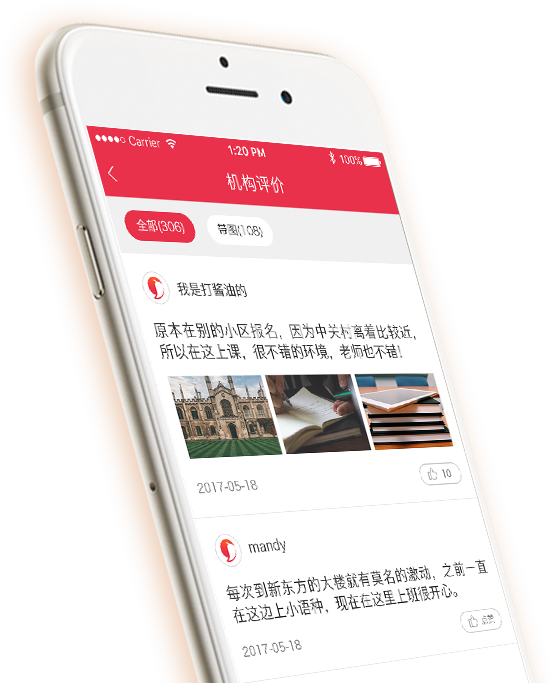 Carrier 1:20 PM 100%
机构评价
全部(306) 带图(108)
我是打酱油的
原本在别的小区报名，因为中关村离着比较近，
所以在这上课，很不错的环境，老师也不错！
2017-05-18 10
mandy
每次到新东方的大楼就有莫名的激动，之前一直
在这边上小语种，现在在这里上班很开心。
点赞
2017-05-18